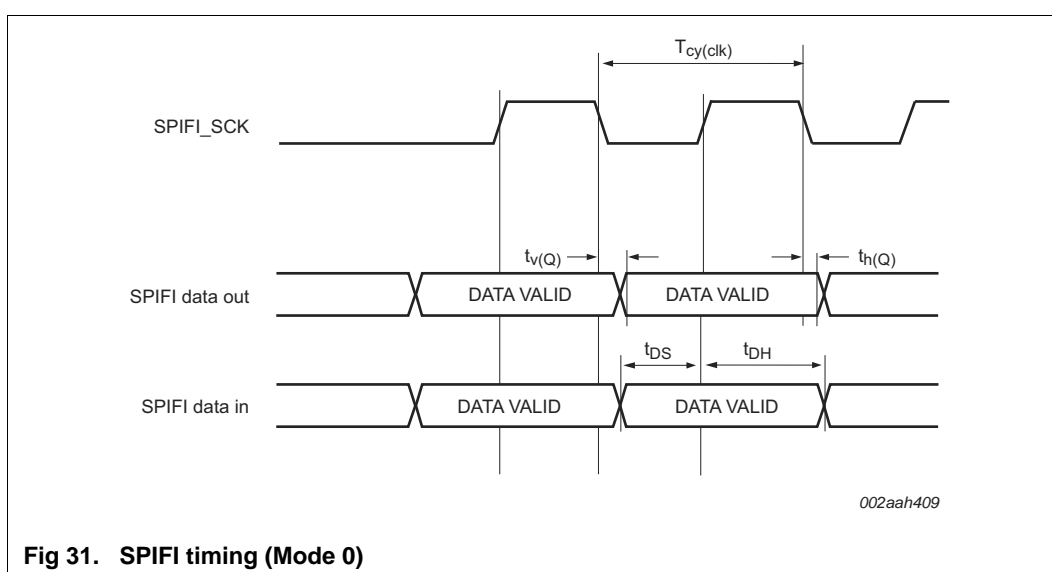 Tcy(clk)
SPIFI_SCK
tv(Q)
th(Q)
SPIFI data out
DATA VALID
DATA VALID
tDS
tDH
SPIFI data in
DATA VALID
DATA VALID
002aah409
Fig 31. SPIFI timing (Mode 0)